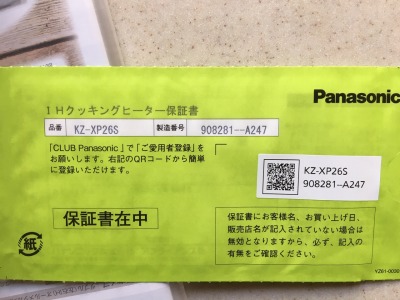 Panasonic
IHクッキングヒーター保証書
品番 KZ-XP26S 製造番号 908281--A247
「CLUB Panasonic」で「ご愛用者登録」を
お願いします。右記のQRコードから簡単
に登録いただけます。
KZ-XP26S
908281--A247
保証書在中
保証書にお客様名、お買い上げ日、
販売店名が記入されていない場合は
無効となりますから、必ず、記入の
有無をご確認ください。
紙